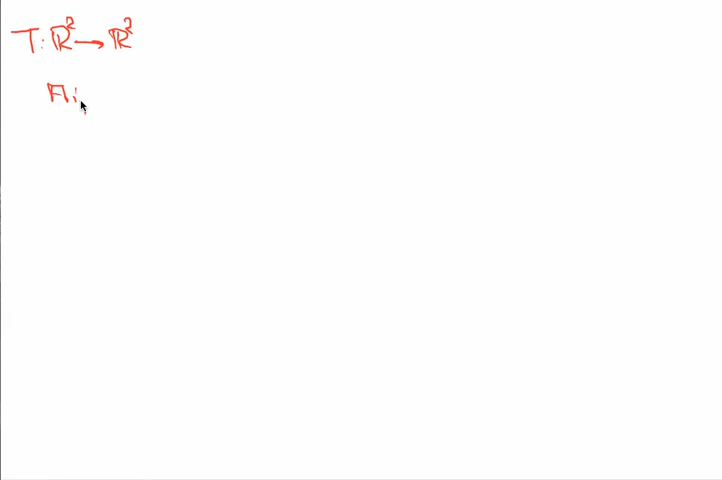 T: ℝ² → ℝ²